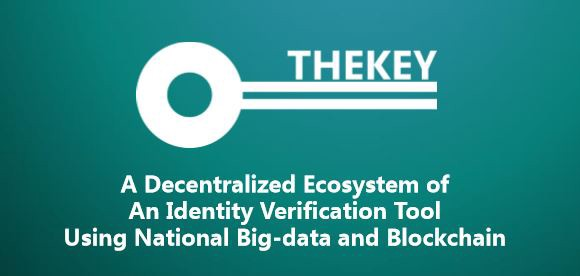 THEKEY
A Decentralized Ecosystem of
An Identity Verification Tool
Using National Big-data and Blockchain